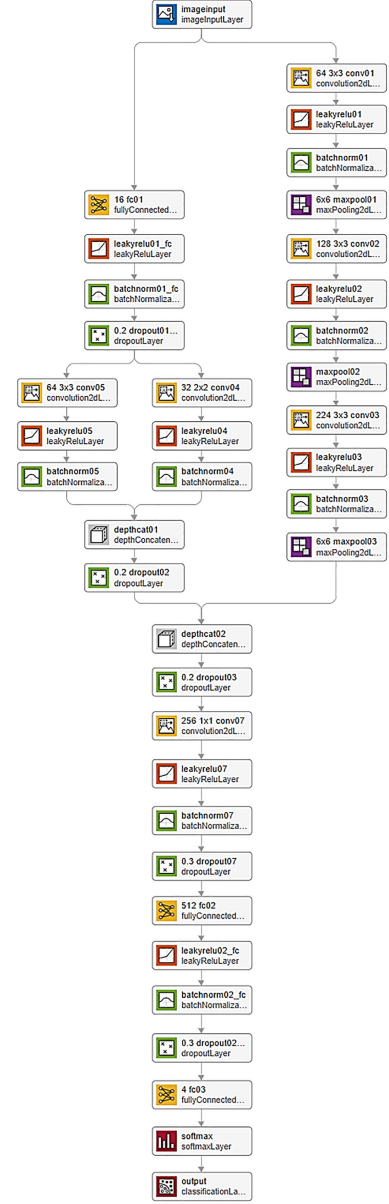 imageinput
imageInputLayer
64 3x3 conv01
convolution2dL...
leakyrelu01
leakyReluLayer
batchnorm01
batchNormaliza...
6x6 maxpool01
maxPooling2dL...
128 3x3 conv02
convolution2dL...
leakyrelu02
leakyReluLayer
batchnorm02
batchNormaliza...
maxpool02
maxPooling2dL...
224 3x3 conv03
convolution2dL...
leakyrelu03
leakyReluLayer
batchnorm03
batchNormaliza...
6x6 maxpool03
maxPooling2dL...
16 fc01
fullyConnected...
leakyrelu01_fc
leakyReluLayer
batchnorm01_fc
batchNormaliza...
0.2 dropout01...
dropoutLayer
64 3x3 conv05
convolution2dL...
leakyrelu05
leakyReluLayer
batchnorm05
batchNormaliza...
32 2x2 conv04
convolution2dL...
leakyrelu04
leakyReluLayer
batchnorm04
batchNormaliza...
depthcat01
depthConcaten...
0.2 dropout02
dropoutLayer
depthcat02
depthConcaten...
0.2 dropout03
dropoutLayer
256 1x1 conv07
convolution2dL...
leakyrelu07
leakyReluLayer
batchnorm07
batchNormaliza...
0.3 dropout07
dropoutLayer
512 fc02
fullyConnected...
leakyrelu02_fc
leakyReluLayer
batchnorm02_fc
batchNormaliza...
0.3 dropout02...
dropoutLayer
4 fc03
fullyConnected...
softmax
softmaxLayer
output
classificationLa...